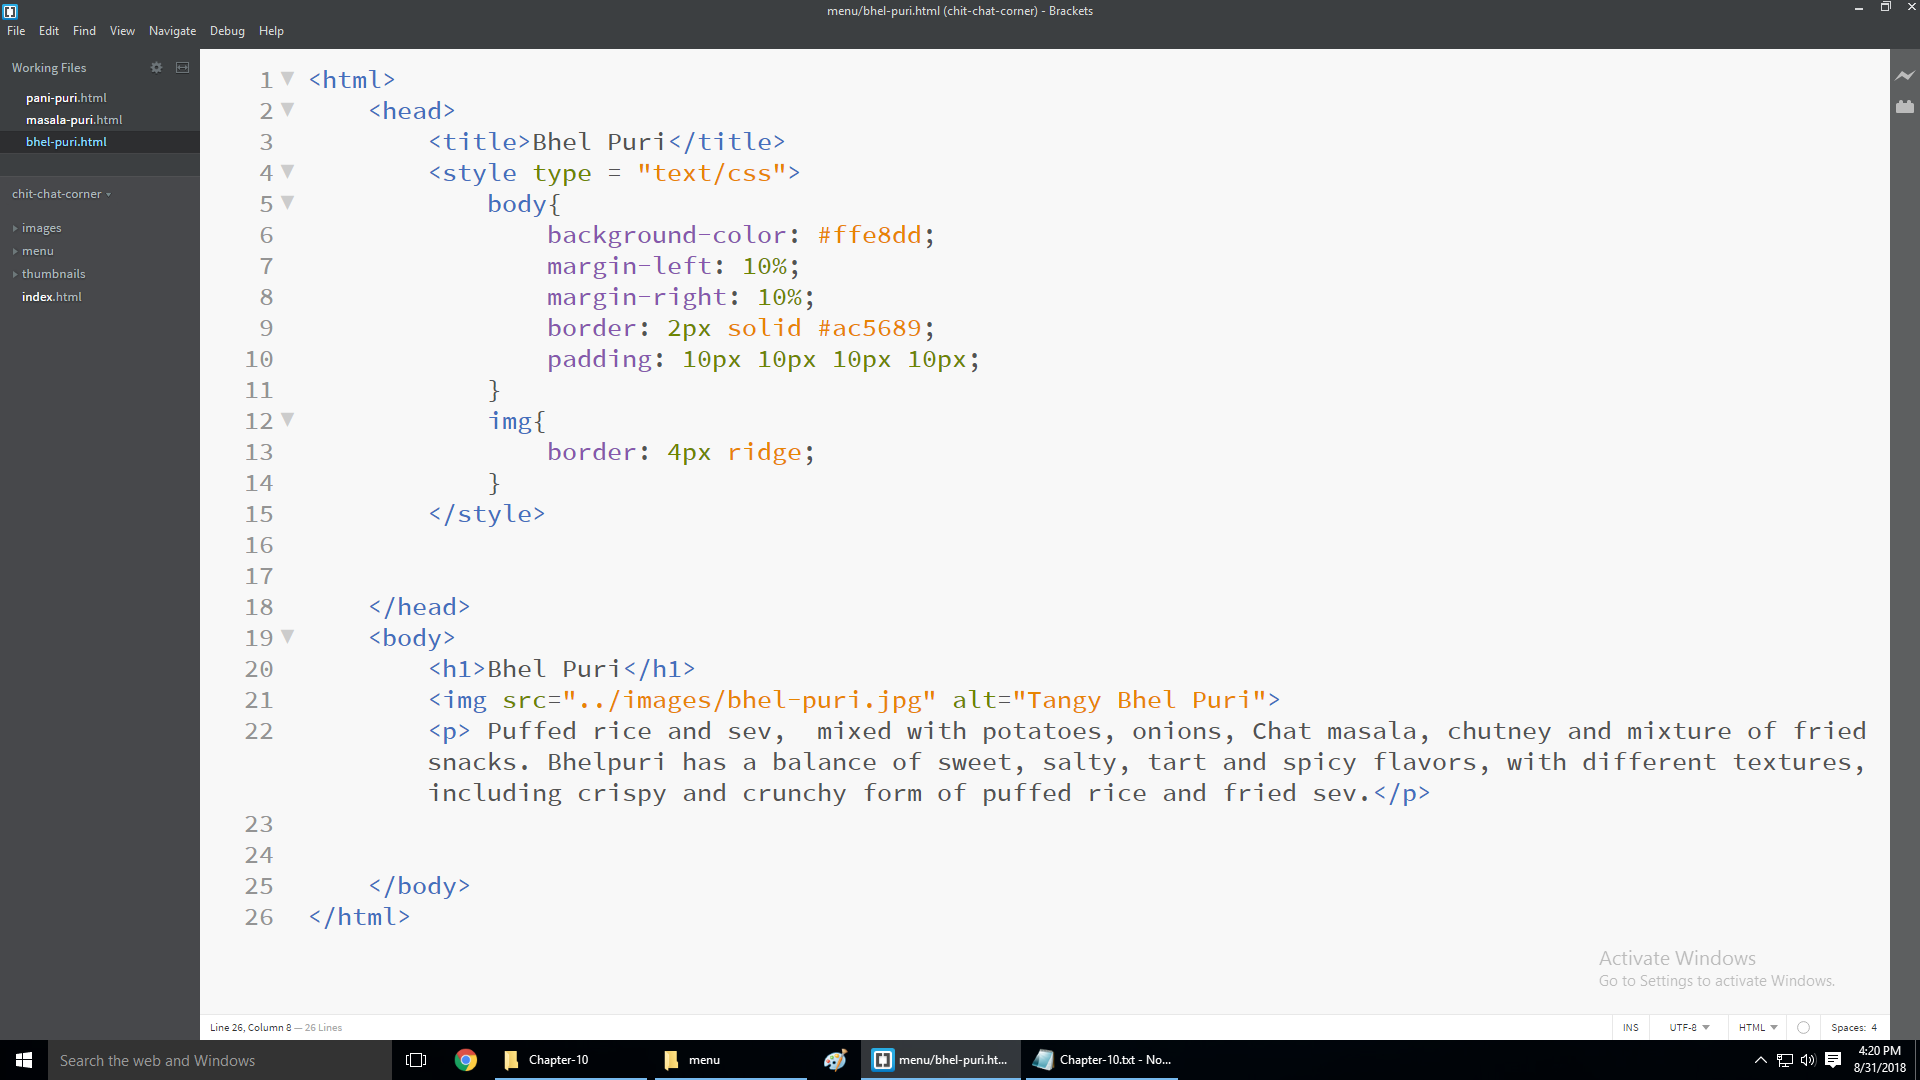 menu/bhel-puri.html (chit-chat-corner) - Brackets
File Edit Find View Navigate Debug Help
Working Files
pani-puri.html
masala-puri.html
bhel-puri.html
chit-chat-corner
images
menu
thumbnails
index.html
1 <html>
2 <head>
3 <title>Bhel Puri</title>
4 <style type = "text/css">
5 body{
6 background-color: #ffe8dd;
7 margin-left: 10%;
8 margin-right: 10%;
9 border: 2px solid #ac5689;
10 padding: 10px 10px 10px 10px;
11 }
12 img{
13 border: 4px ridge;
14 }
15 </style>
16
17
18 </head>
19 <body>
20 <h1>Bhel Puri</h1>
21 <img src="../images/bhel-puri.jpg" alt="Tangy Bhel Puri">
22 <p> Puffed rice and sev,  mixed with potatoes, onions, Chat masala, chutney and mixture of fried
snacks. Bhelpuri has a balance of sweet, salty, tart and spicy flavors, with different textures,
including crispy and crunchy form of puffed rice and fried sev.</p>
23
24
25 </body>
26 </html>
Activate Windows
Go to Settings to activate Windows.
Line 26, Column 8 — 26 Lines
INS UTF-8 HTML Spaces: 4
Search the web and Windows
Chapter-10
menu
menu/bhel-puri.ht...
Chapter-10.txt - No...
4:20 PM
8/31/2018